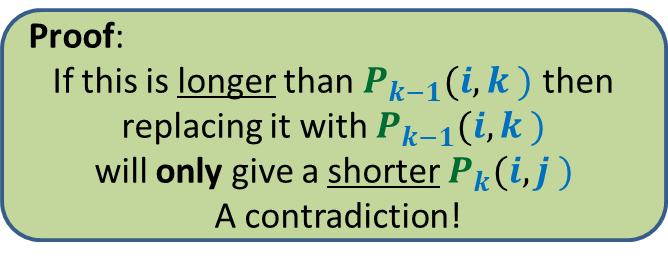 Proof:
If this is longer than P_{k−1}(i, k ) then
replacing it with P_{k−1}(i, k )
will only give a shorter P_k(i, j )
A contradiction!